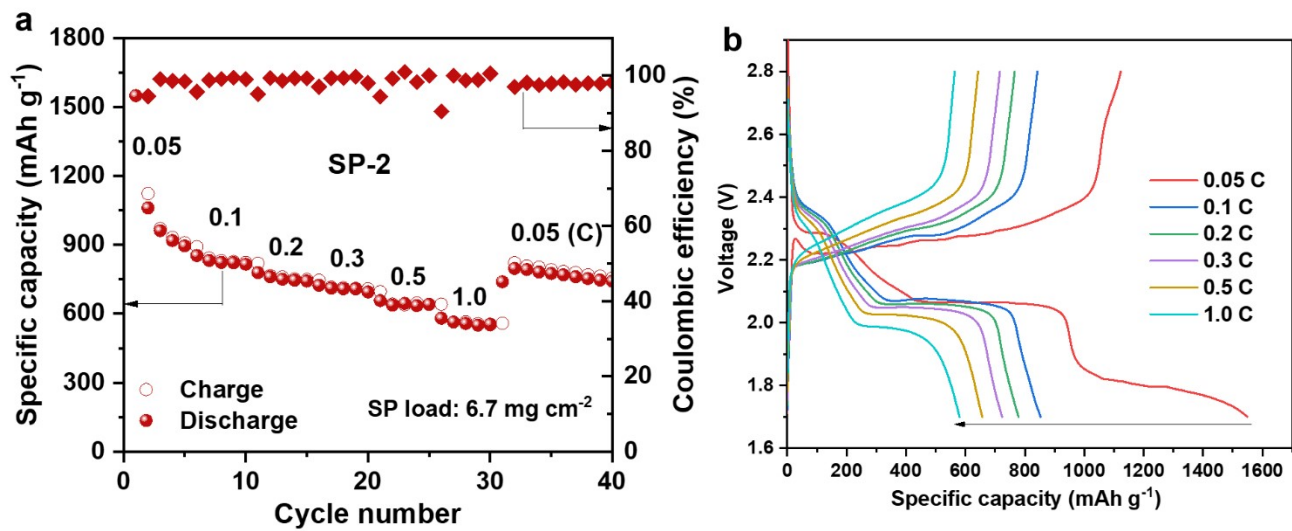 a
1800
1500
1200
900
600
300
0
Specific capacity (mAh g-1)
0.05
SP-2
0.1
0.2
0.3
0.5
1.0
0.05 (C)
Charge
Discharge
SP load: 6.7 mg cm-2
0
10
20
30
40
Cycle number
100
80
60
40
20
0
Coulombic efficiency (%)
b
2.8
2.6
2.4
2.2
2.0
1.8
1.6
Voltage (V)
0.05 C
0.1 C
0.2 C
0.3 C
0.5 C
1.0 C
0
200
400
600
800
1000
1200
1400
1600
Specific capacity (mAh g-1)